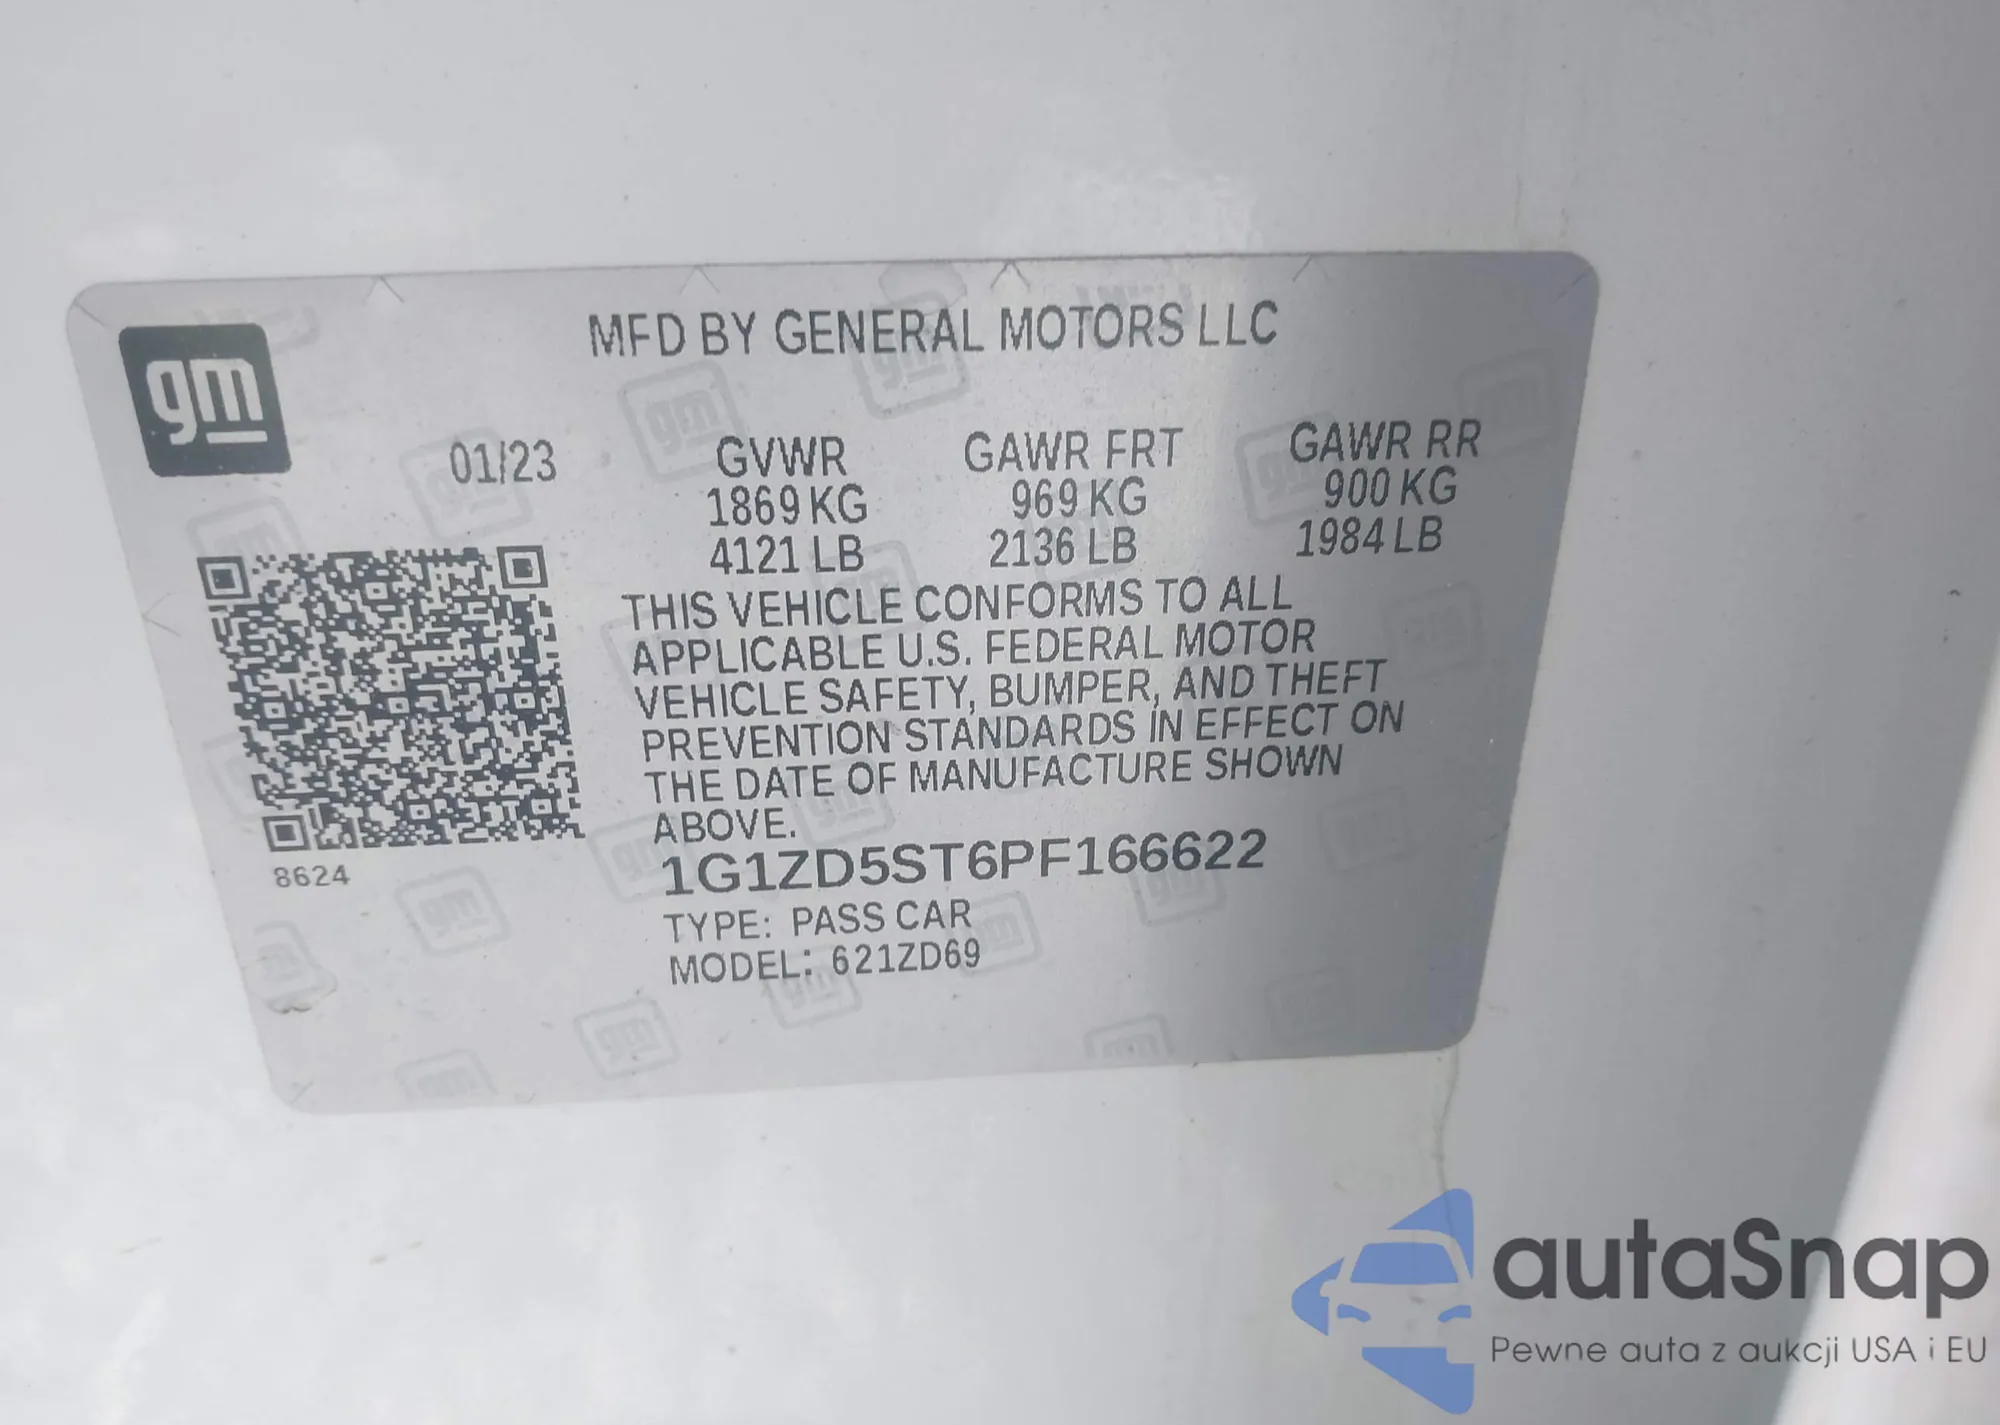 gm
MFD BY GENERAL MOTORS LLC
01/23
GVWR GAWR FRT GAWR RR
1869 KG 969 KG 900 KG
4121 LB 2136 LB 1984 LB
THIS VEHICLE CONFORMS TO ALL
APPLICABLE U.S. FEDERAL MOTOR
VEHICLE SAFETY, BUMPER, AND THEFT
PREVENTION STANDARDS IN EFFECT ON
THE DATE OF MANUFACTURE SHOWN
ABOVE.
1G1ZD5ST6PF166622
TYPE: PASS CAR
MODEL: 621ZD69
8624
autaSnap
Pewne auta z aukcji USA i EU